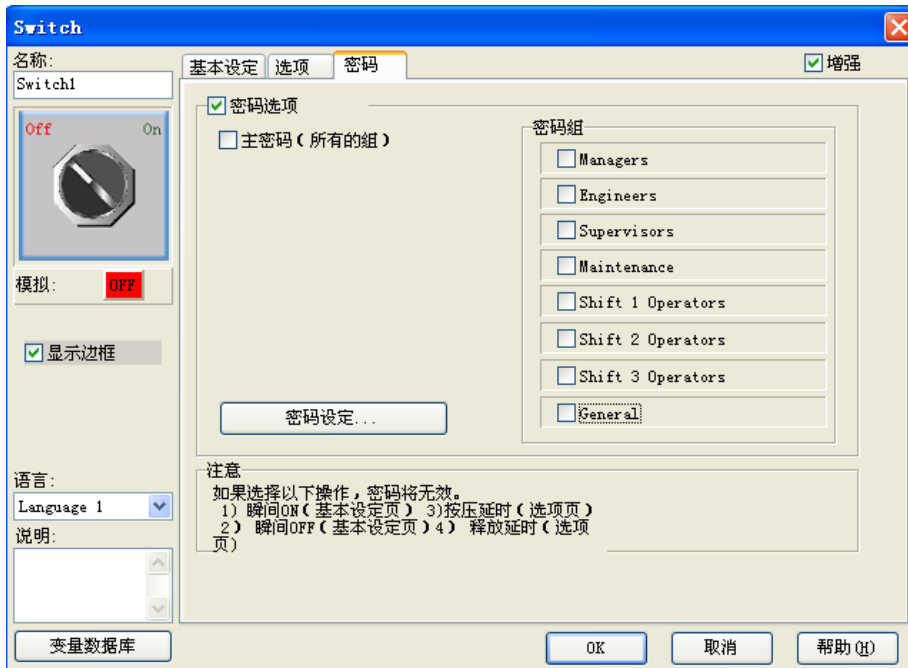 Switch
名称:
Switch1
基本设定
选项
密码
增强
Off
On
模拟:
OFF
显示边框
语言:
Language 1
说明:
变量数据库
密码选项
主密码(所有的组)
密码设定...
密码组
Managers
Engineers
Supervisors
Maintenance
Shift 1 Operators
Shift 2 Operators
Shift 3 Operators
General
注意
如果选择以下操作,密码将无效。
1) 瞬间ON(基本设定页) 3)按压延时(选项页)
2) 瞬间OFF(基本设定页)4) 释放延时(选项
页)
OK
取消
帮助(H)